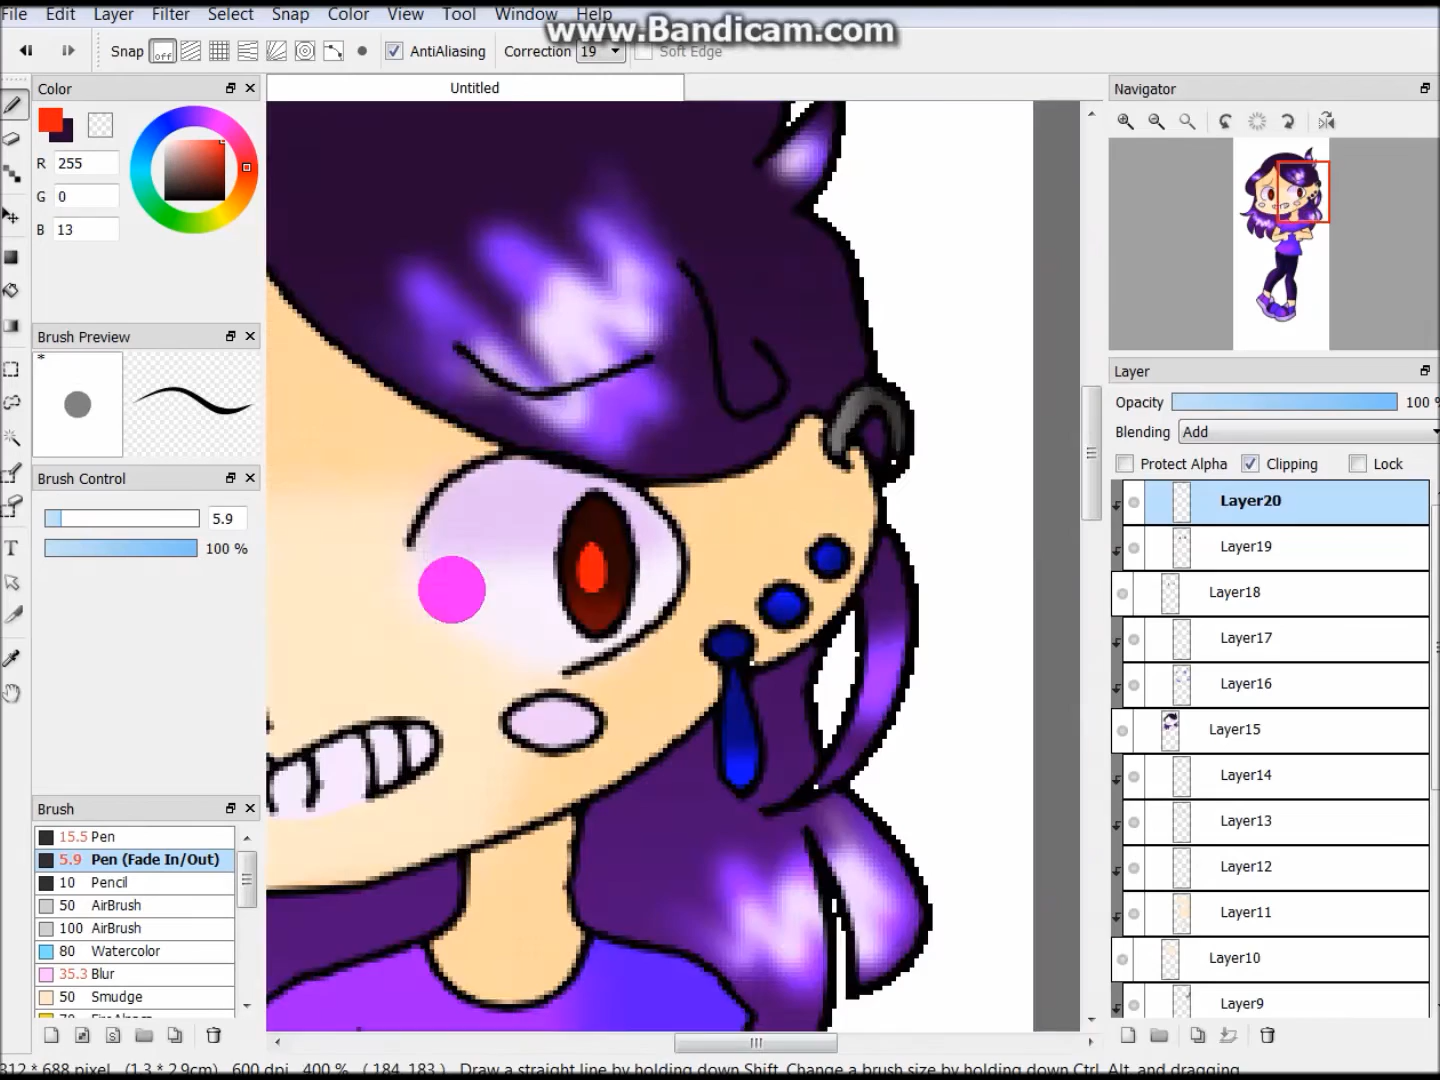 File Edit Layer Filter Select Snap Color View Tool Window Help
www.Bandicam.com
Snap off AntiAliasing Correction 19 Soft Edge
Color
Untitled
Navigator
R 255
G 0
B 13
Brush Preview
*
Layer
Opacity 100 %
Blending Add
Protect Alpha Clipping Lock
Brush Control
5.9
100 %
Layer20
Layer19
Layer18
Layer17
Layer16
Layer15
Layer14
Layer13
Layer12
Layer11
Layer10
Layer9
Brush
15.5 Pen
5.9 Pen (Fade In/Out)
10 Pencil
50 AirBrush
100 AirBrush
80 Watercolor
35.3 Blur
50 Smudge
T
S
812 * 688 pixel (1.3 * 2.9cm) 600 dpi 400 % ( 184, 183 ) Draw a straight line by holding down Shift, Change a brush size by holding down Ctrl, Alt, and dragging